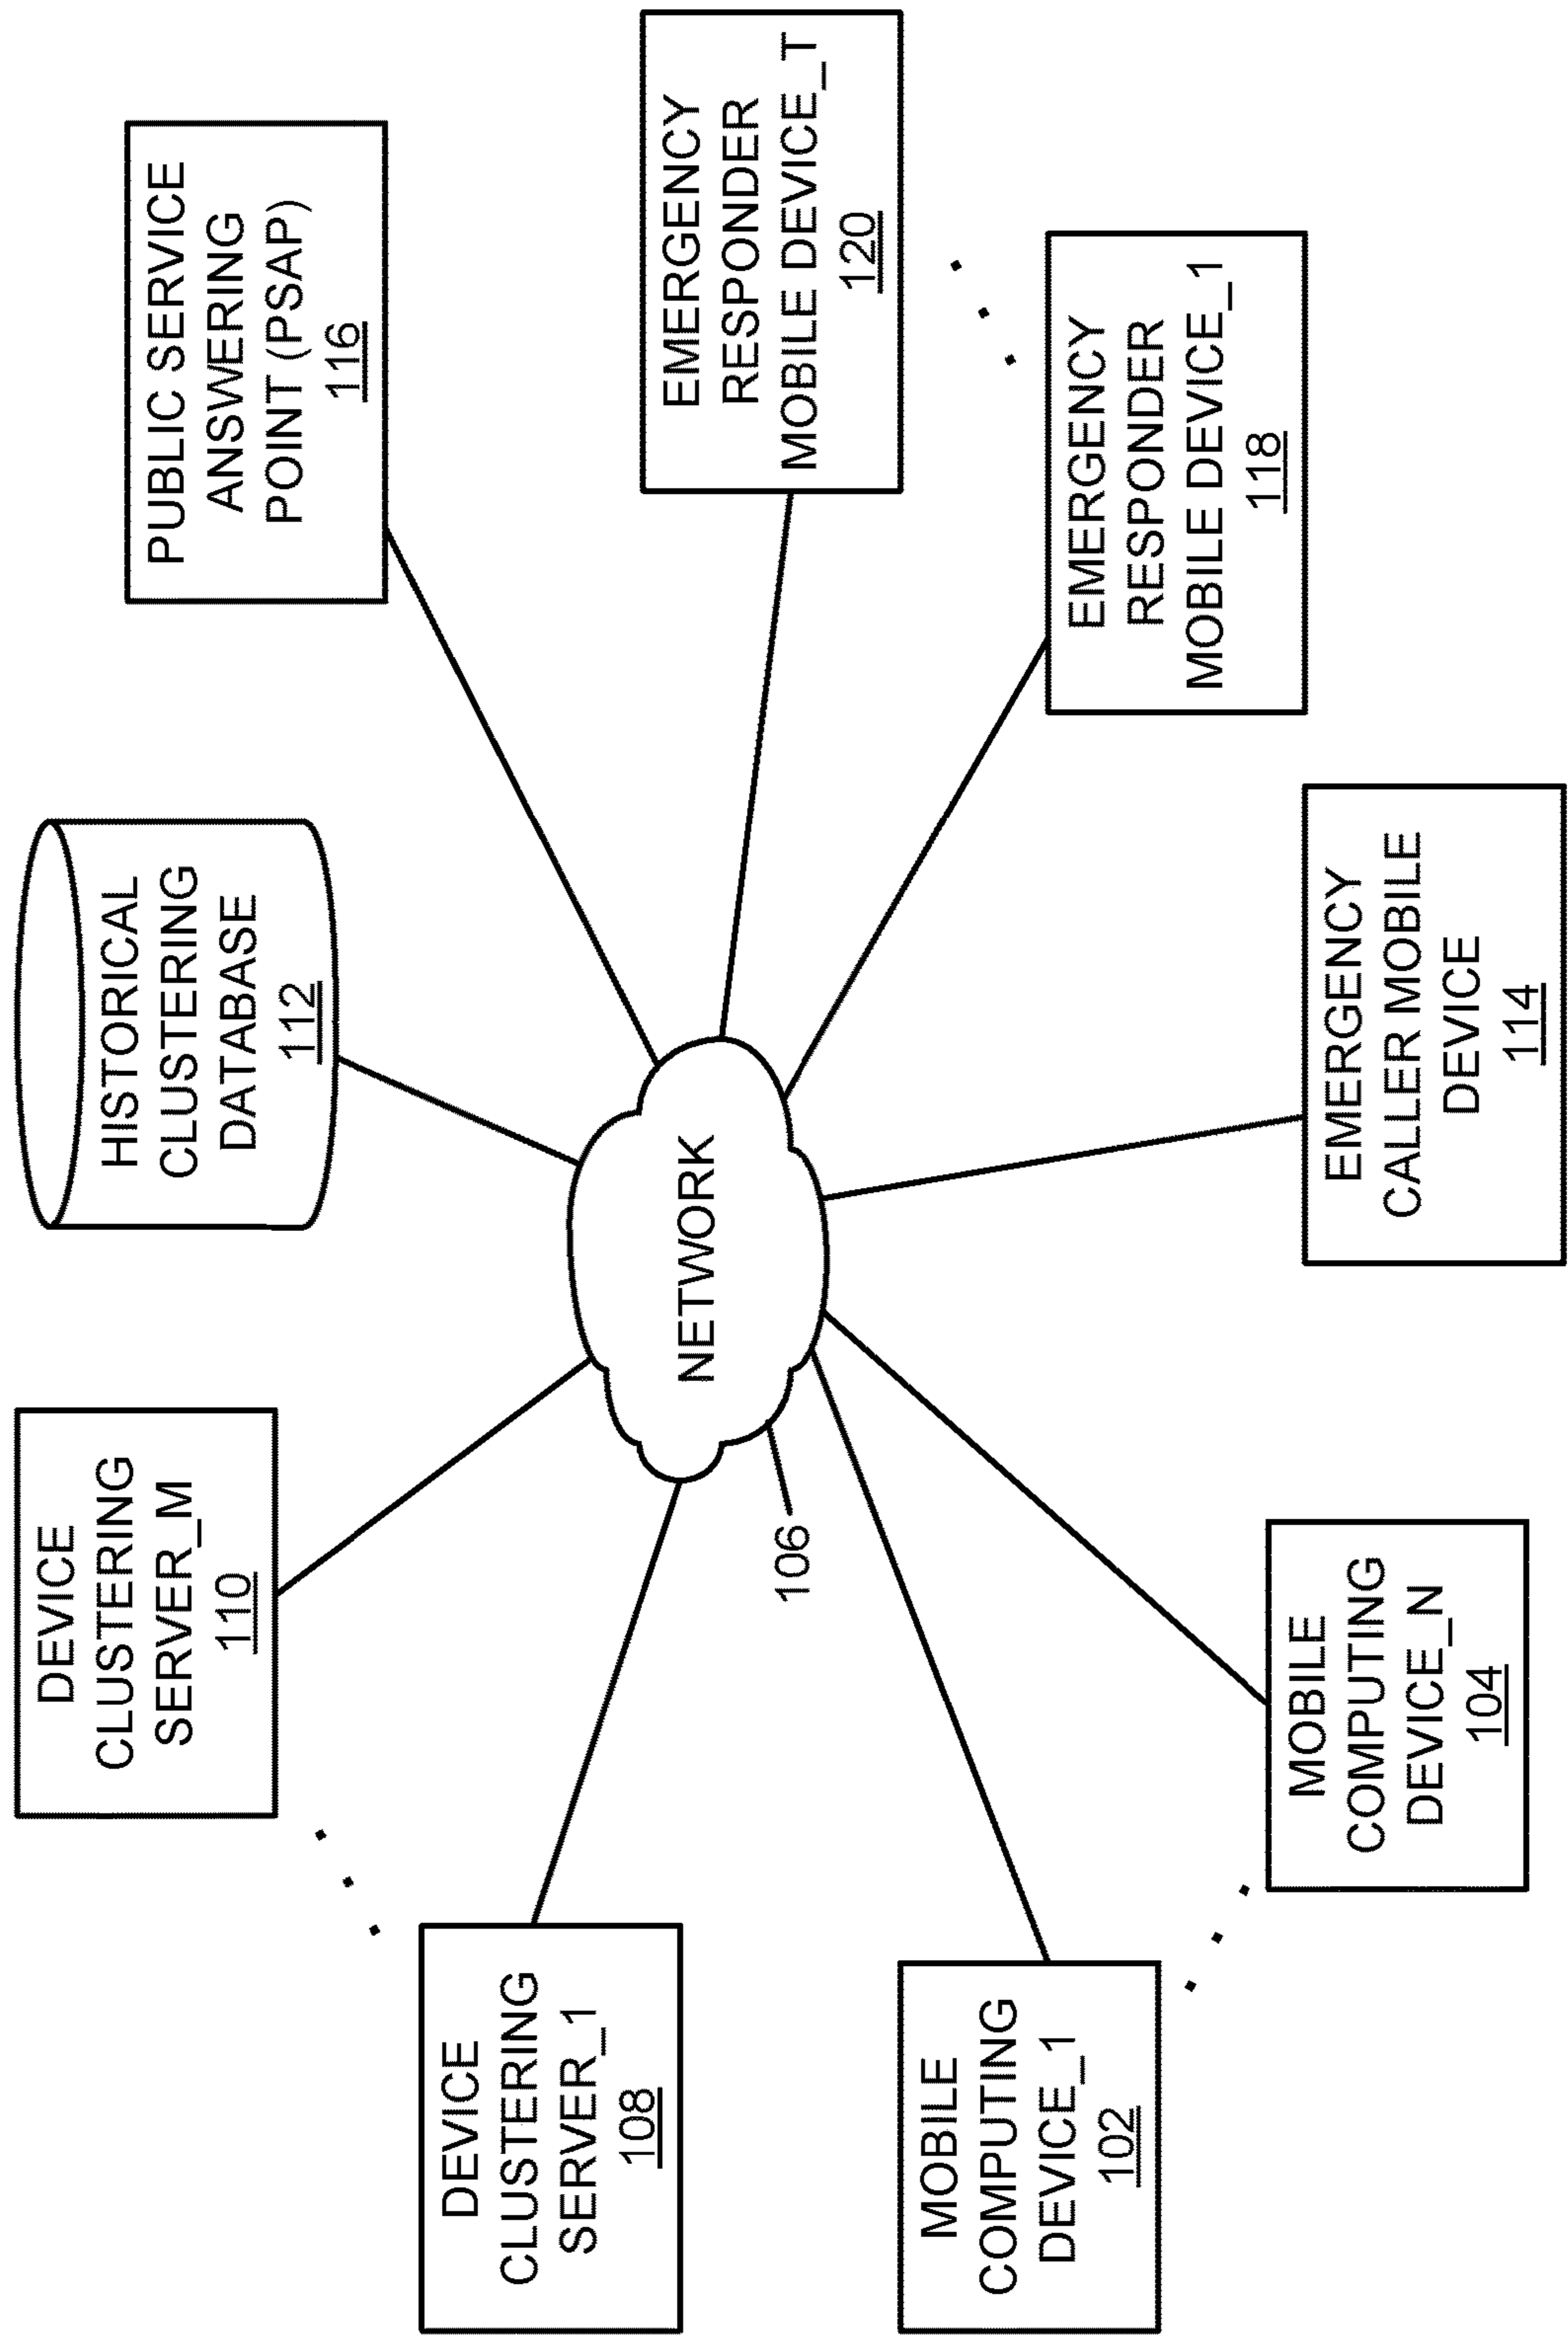 DEVICE
CLUSTERING
SERVER_M
110
HISTORICAL
CLUSTERING
DATABASE
112
PUBLIC SERVICE
ANSWERING
POINT (PSAP)
116
DEVICE
CLUSTERING
SERVER_1
108
NETWORK
106
EMERGENCY
RESPONDER
MOBILE DEVICE_T
120
MOBILE
COMPUTING
DEVICE_1
102
EMERGENCY
RESPONDER
MOBILE DEVICE_1
118
MOBILE
COMPUTING
DEVICE_N
104
EMERGENCY
CALLER MOBILE
DEVICE
114